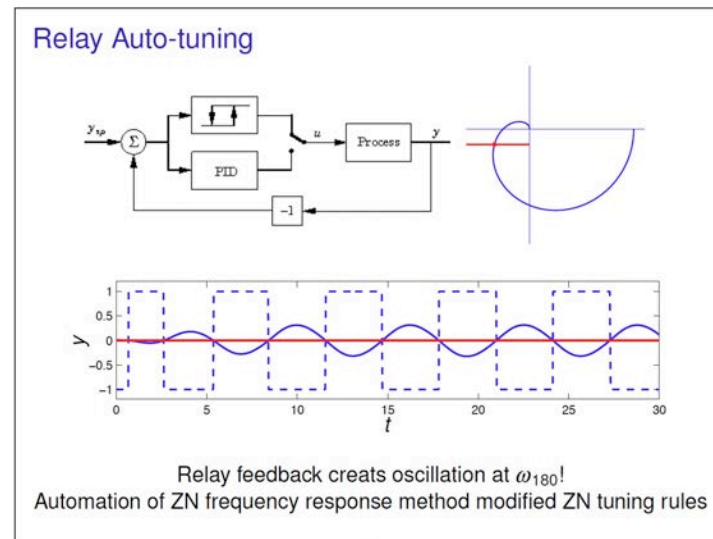 Relay Auto-tuning
y_sp
Σ
PID
u
Process
y
−1
1
0.5
0
−0.5
−1
y
0
5
10
15
20
25
30
t
Relay feedback creats oscillation at ω180!
Automation of ZN frequency response method modified ZN tuning rules